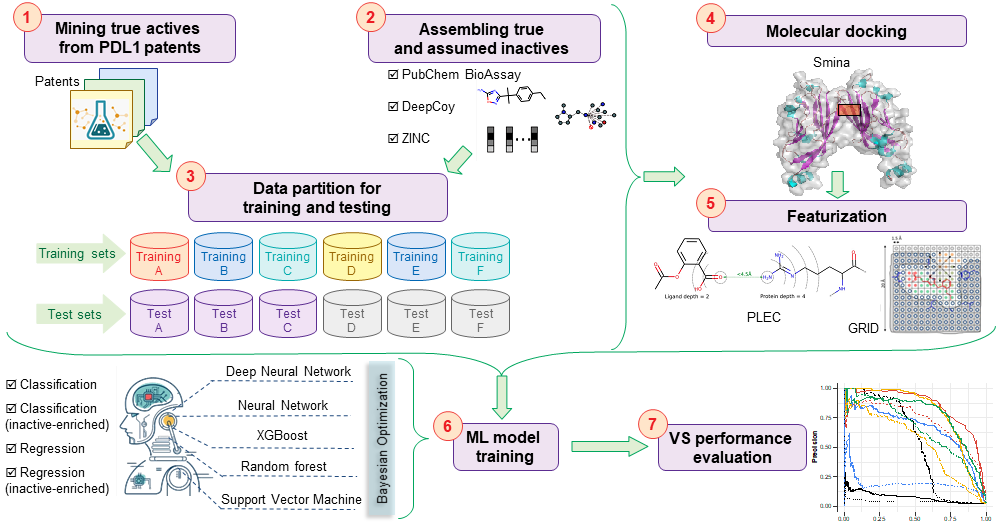 1
Mining true actives
from PDL1 patents
Patents
2
Assembling true
and assumed inactives
PubChem BioAssay
DeepCoy
ZINC
3
Data partition for
training and testing
Training sets
Training
A
Training
B
Training
C
Training
D
Training
E
Training
F
Test sets
Test
A
Test
B
Test
C
Test
D
Test
E
Test
F
4
Molecular docking
Smina
5
Featurization
<4.5Å
Ligand depth = 2
Protein depth = 4
PLEC
GRID
Classification
Classification
(inactive-enriched)
Regression
Regression
(inactive-enriched)
Deep Neural Network
Neural Network
XGBoost
Random forest
Support Vector Machine
Bayesian Optimization
6
ML model
training
7
VS performance
evaluation
Precision
1.00
0.75
0.50
0.25
0.00
0.00
0.25
0.50
0.75
1.00